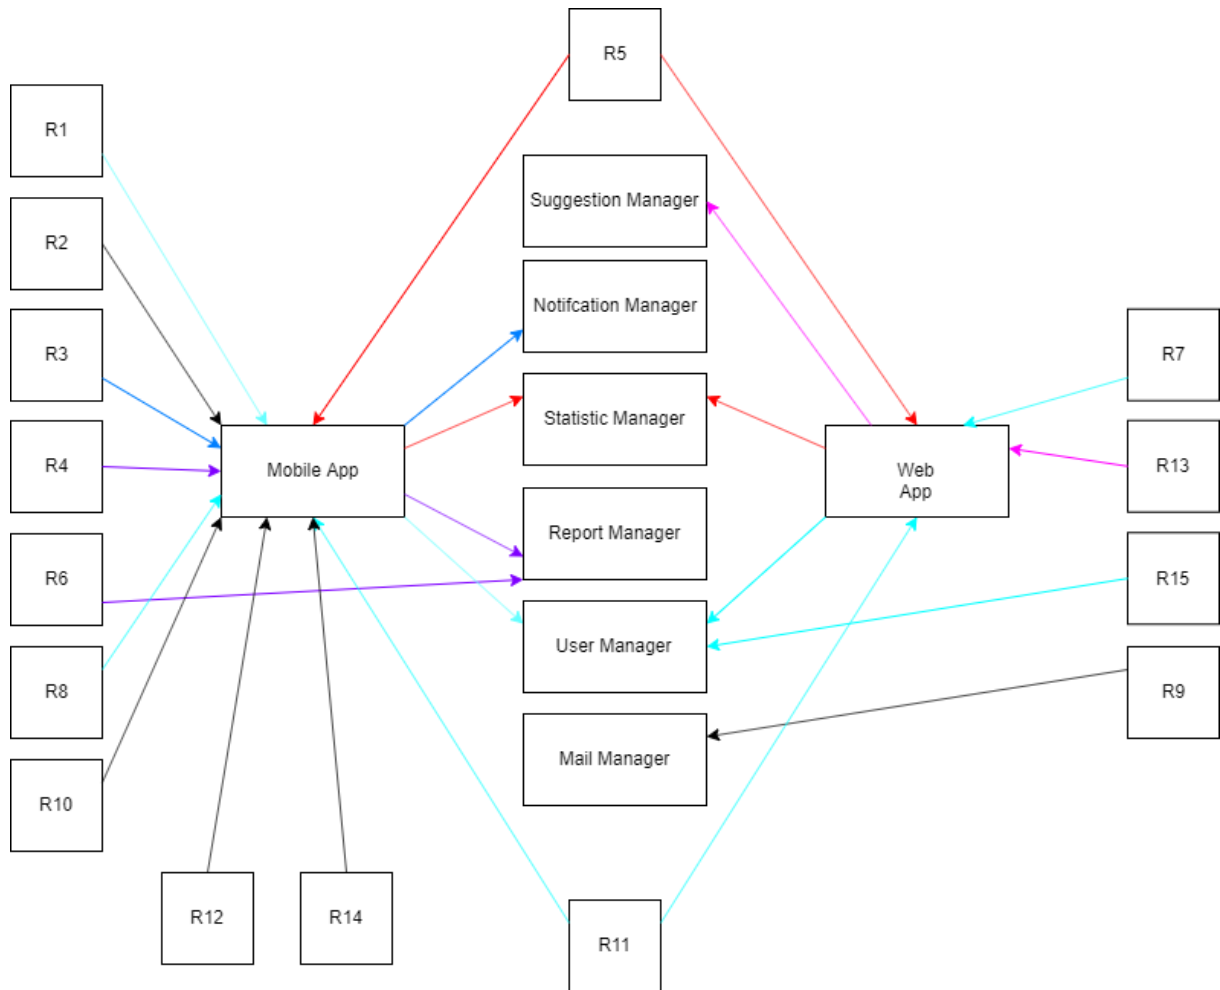 R5
R1
Suggestion Manager
R2
Notifcation Manager
R3
R7
Statistic Manager
R4
Mobile App
Web
App
R13
Report Manager
R6
R15
User Manager
R8
R9
Mail Manager
R10
R12
R14
R11